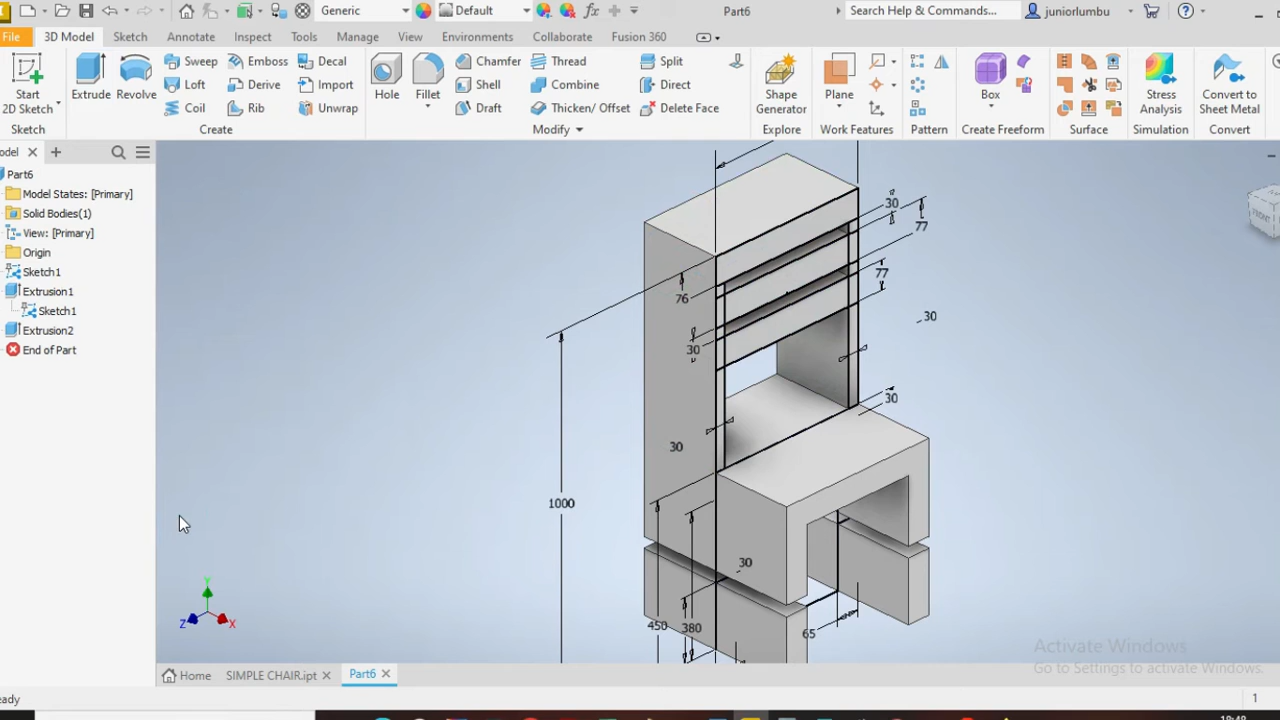 Generic
Default
Part6
Search Help & Commands...
juniorlumbu
File
3D Model
Sketch
Annotate
Inspect
Tools
Manage
View
Environments
Collaborate
Fusion 360
Start
2D Sketch
Extrude
Revolve
Sweep
Loft
Coil
Emboss
Derive
Rib
Decal
Import
Unwrap
Hole
Fillet
Chamfer
Shell
Draft
Thread
Combine
Thicken/ Offset
Split
Direct
Delete Face
Shape
Generator
Plane
Box
Stress
Analysis
Convert to
Sheet Metal
Sketch
Create
Modify
Explore
Work Features
Pattern
Create Freeform
Surface
Simulation
Convert
odel
Part6
Model States: [Primary]
Solid Bodies(1)
View: [Primary]
Origin
Sketch1
Extrusion1
Sketch1
Extrusion2
End of Part
FRONT
30
77
77
76
30
30
30
30
1000
30
450
380
65
Y
Z
X
Activate Windows
Go to Settings to activate Windows.
Home
SIMPLE CHAIR.ipt
Part6
eady
1